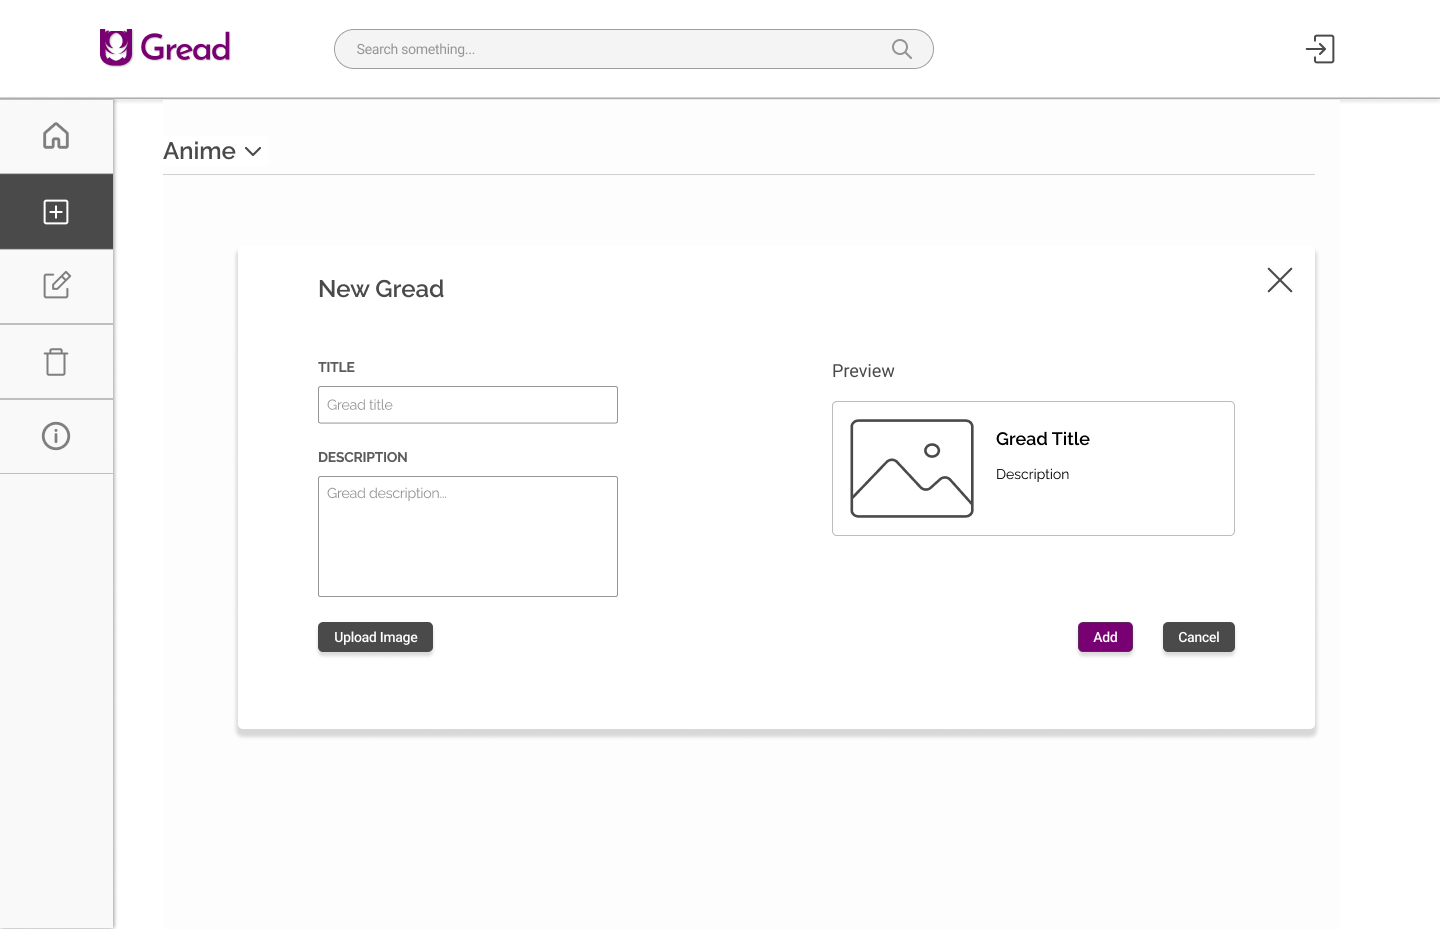 Gread
Search something...
Anime
New Gread
TITLE
Gread title
DESCRIPTION
Gread description...
Upload Image
Preview
Gread Title
Description
Add
Cancel